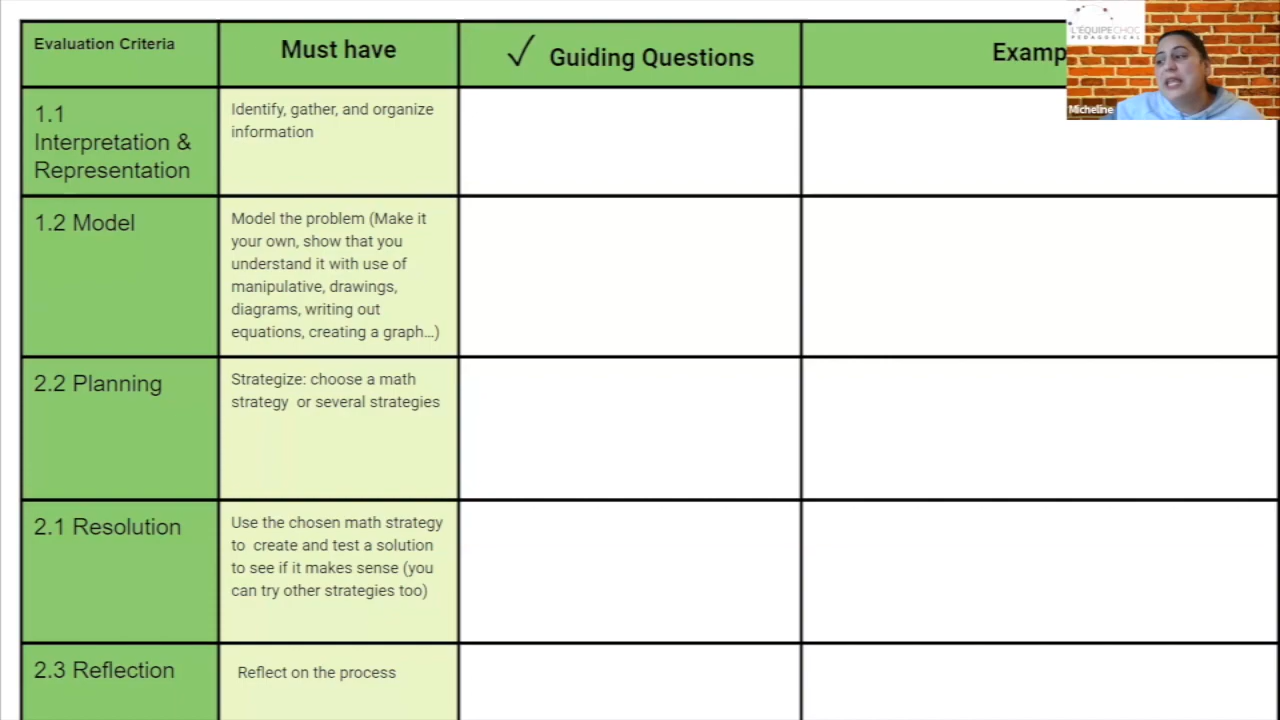 Evaluation Criteria
Must have
✓ Guiding Questions
Examp
L'ÉQUIPE CHOC
PEDAGOGICAL
Micheline
1.1
Interpretation &
Representation
Identify, gather, and organize
information
1.2 Model
Model the problem (Make it
your own, show that you
understand it with use of
manipulative, drawings,
diagrams, writing out
equations, creating a graph…)
2.2 Planning
Strategize: choose a math
strategy  or several strategies
2.1 Resolution
Use the chosen math strategy
to  create and test a solution
to see if it makes sense (you
can try other strategies too)
2.3 Reflection
Reflect on the process